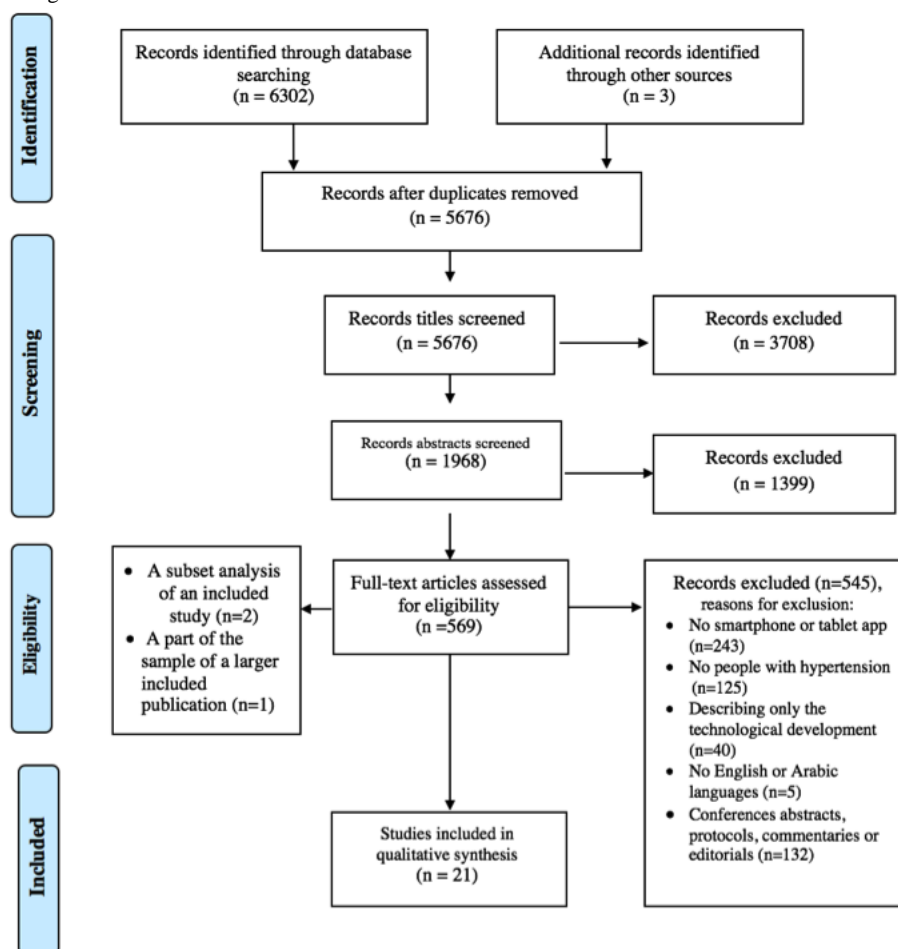 Identification
Records identified through database
searching
(n = 6302)
Additional records identified
through other sources
(n = 3)
Records after duplicates removed
(n = 5676)
Screening
Records titles screened
(n = 5676)
Records excluded
(n = 3708)
Records abstracts screened
(n = 1968)
Records excluded
(n = 1399)
Eligibility
• A subset analysis
of an included
study (n=2)
• A part of the
sample of a larger
included
publication (n=1)
Full-text articles assessed
for eligibility
(n =569)
Records excluded (n=545),
reasons for exclusion:
• No smartphone or tablet app
(n=243)
• No people with hypertension
(n=125)
• Describing only the
technological development
(n=40)
• No English or Arabic
languages (n=5)
• Conferences abstracts,
protocols, commentaries or
editorials (n=132)
Included
Studies included in
qualitative synthesis
(n = 21)